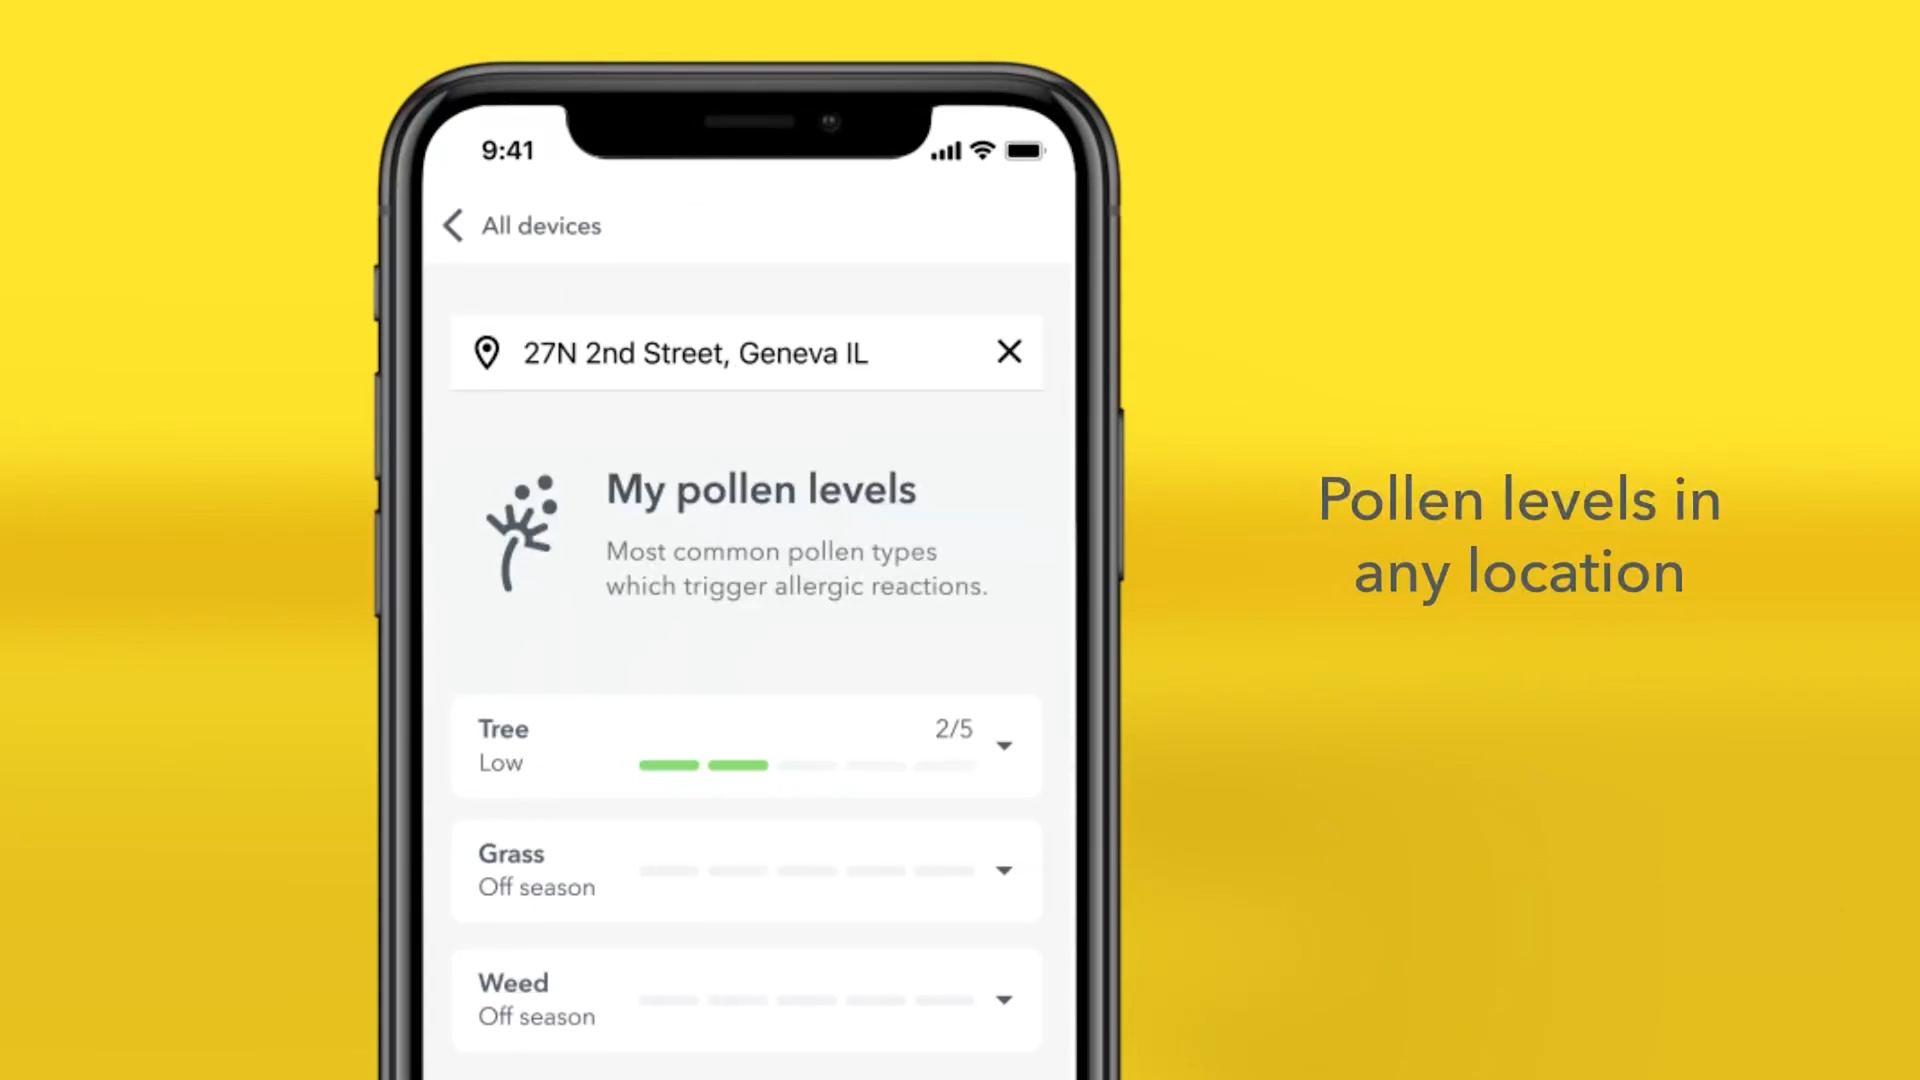 9:41
All devices
27N 2nd Street, Geneva IL
My pollen levels
Most common pollen types
which trigger allergic reactions.
Tree
2/5
Low
Grass
Off season
Weed
Off season
Pollen levels in
any location